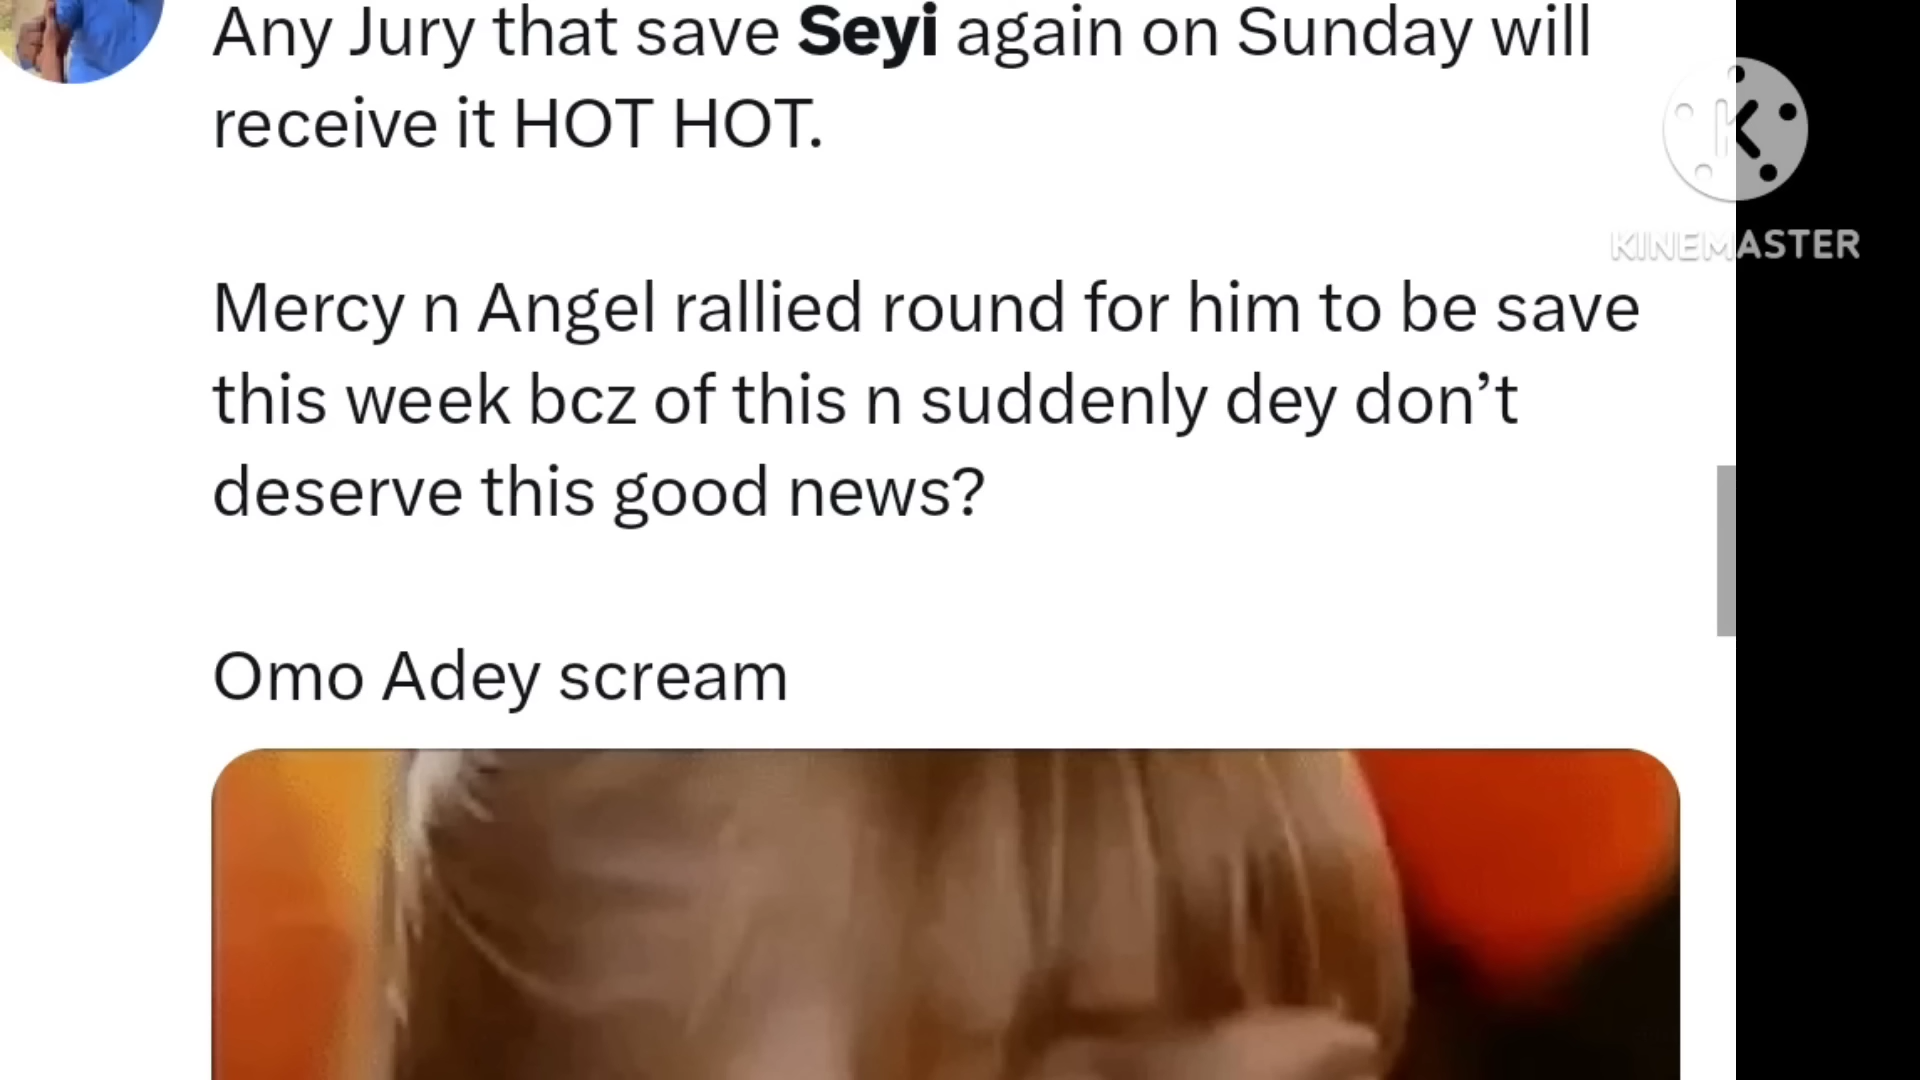 Any Jury that save Seyi again on Sunday will
receive it HOT HOT.
Mercy n Angel rallied round for him to be save
this week bcz of this n suddenly dey don’t
deserve this good news?
Omo Adey scream
K
KINEMASTER